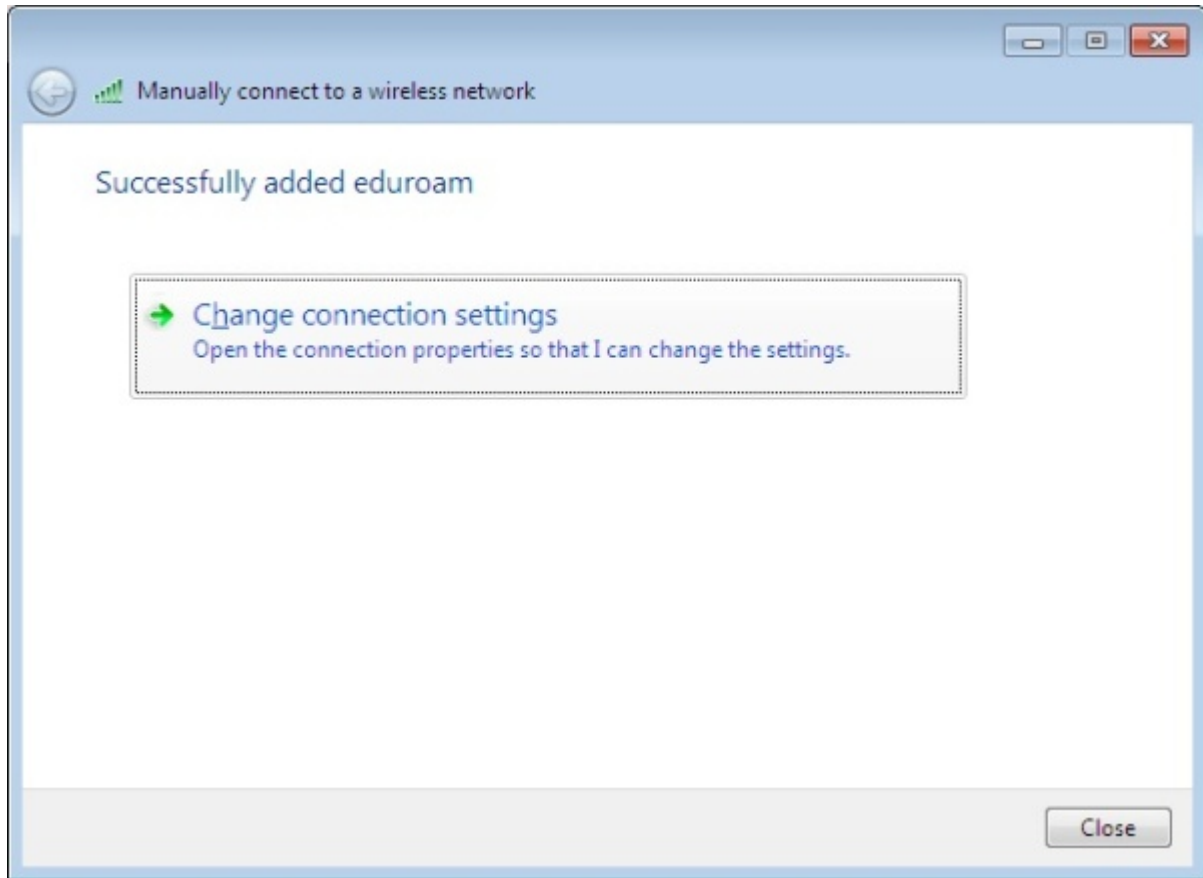 Manually connect to a wireless network
Successfully added eduroam
Change connection settings
Open the connection properties so that I can change the settings.
Close